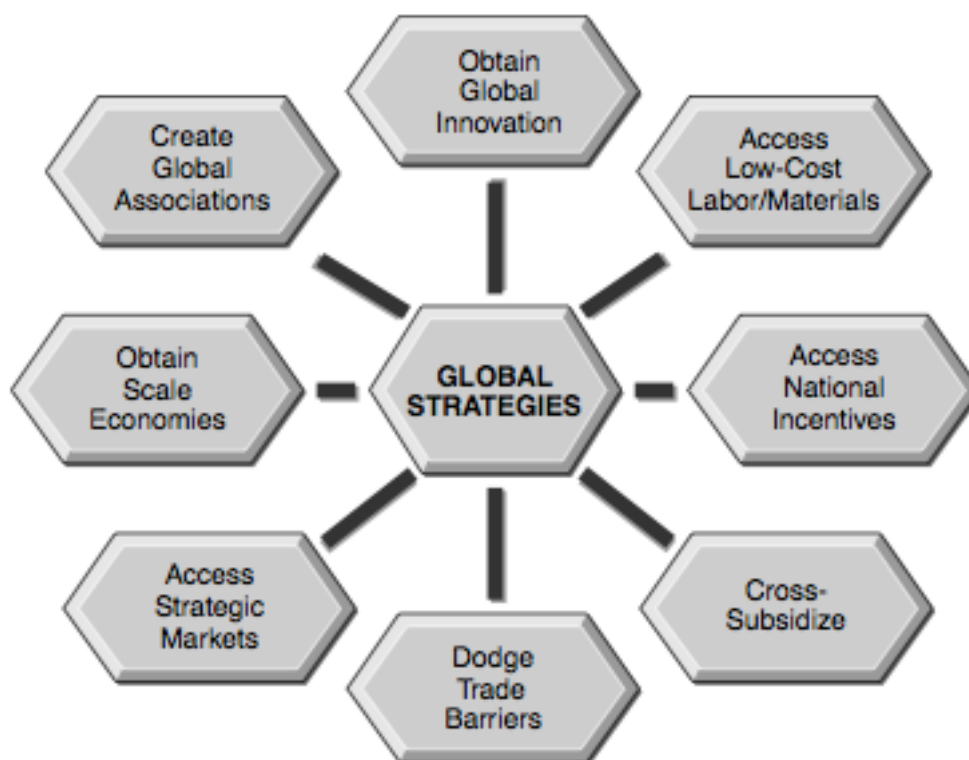 Obtain
Global
Innovation
Create
Global
Associations
Access
Low-Cost
Labor/Materials
Obtain
Scale
Economies
GLOBAL
STRATEGIES
Access
National
Incentives
Access
Strategic
Markets
Cross-
Subsidize
Dodge
Trade
Barriers